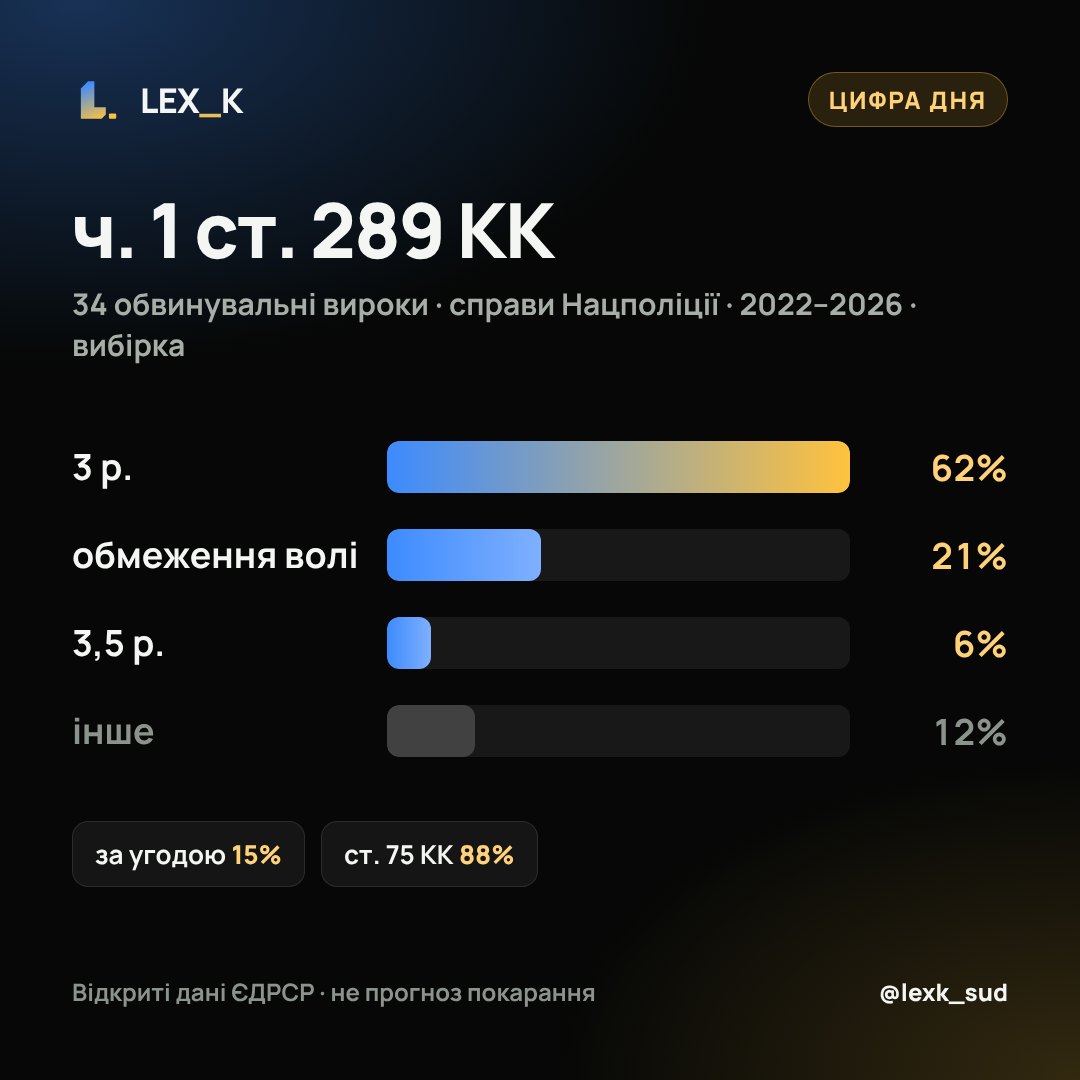 LEX_K
ЦИФРА ДНЯ
ч. 1 ст. 289 КК
34 обвинувальні вироки · справи Нацполіції · 2022–2026 ·
вибірка
3 р. 62%
обмеження волі 21%
3,5 р. 6%
інше 12%
за угодою 15% ст. 75 КК 88%
Відкриті дані ЄДРСР · не прогноз покарання @lexk_sud